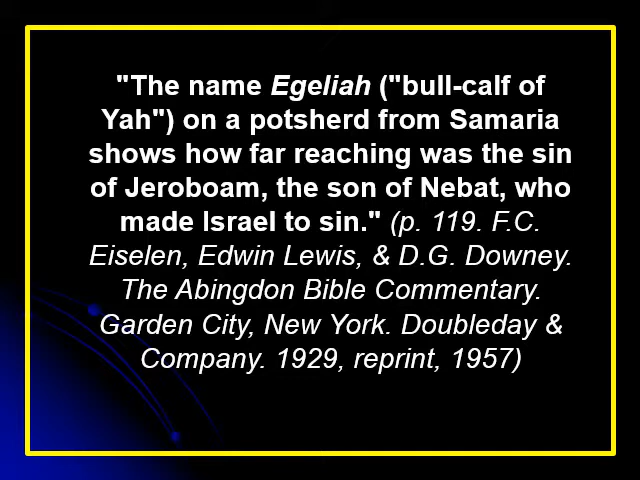 "The name Egeliah ("bull-calf of
Yah") on a potsherd from Samaria
shows how far reaching was the sin
of Jeroboam, the son of Nebat, who
made Israel to sin." (p. 119. F.C.
Eiselen, Edwin Lewis, & D.G. Downey.
The Abingdon Bible Commentary.
Garden City, New York. Doubleday &
Company. 1929, reprint, 1957)